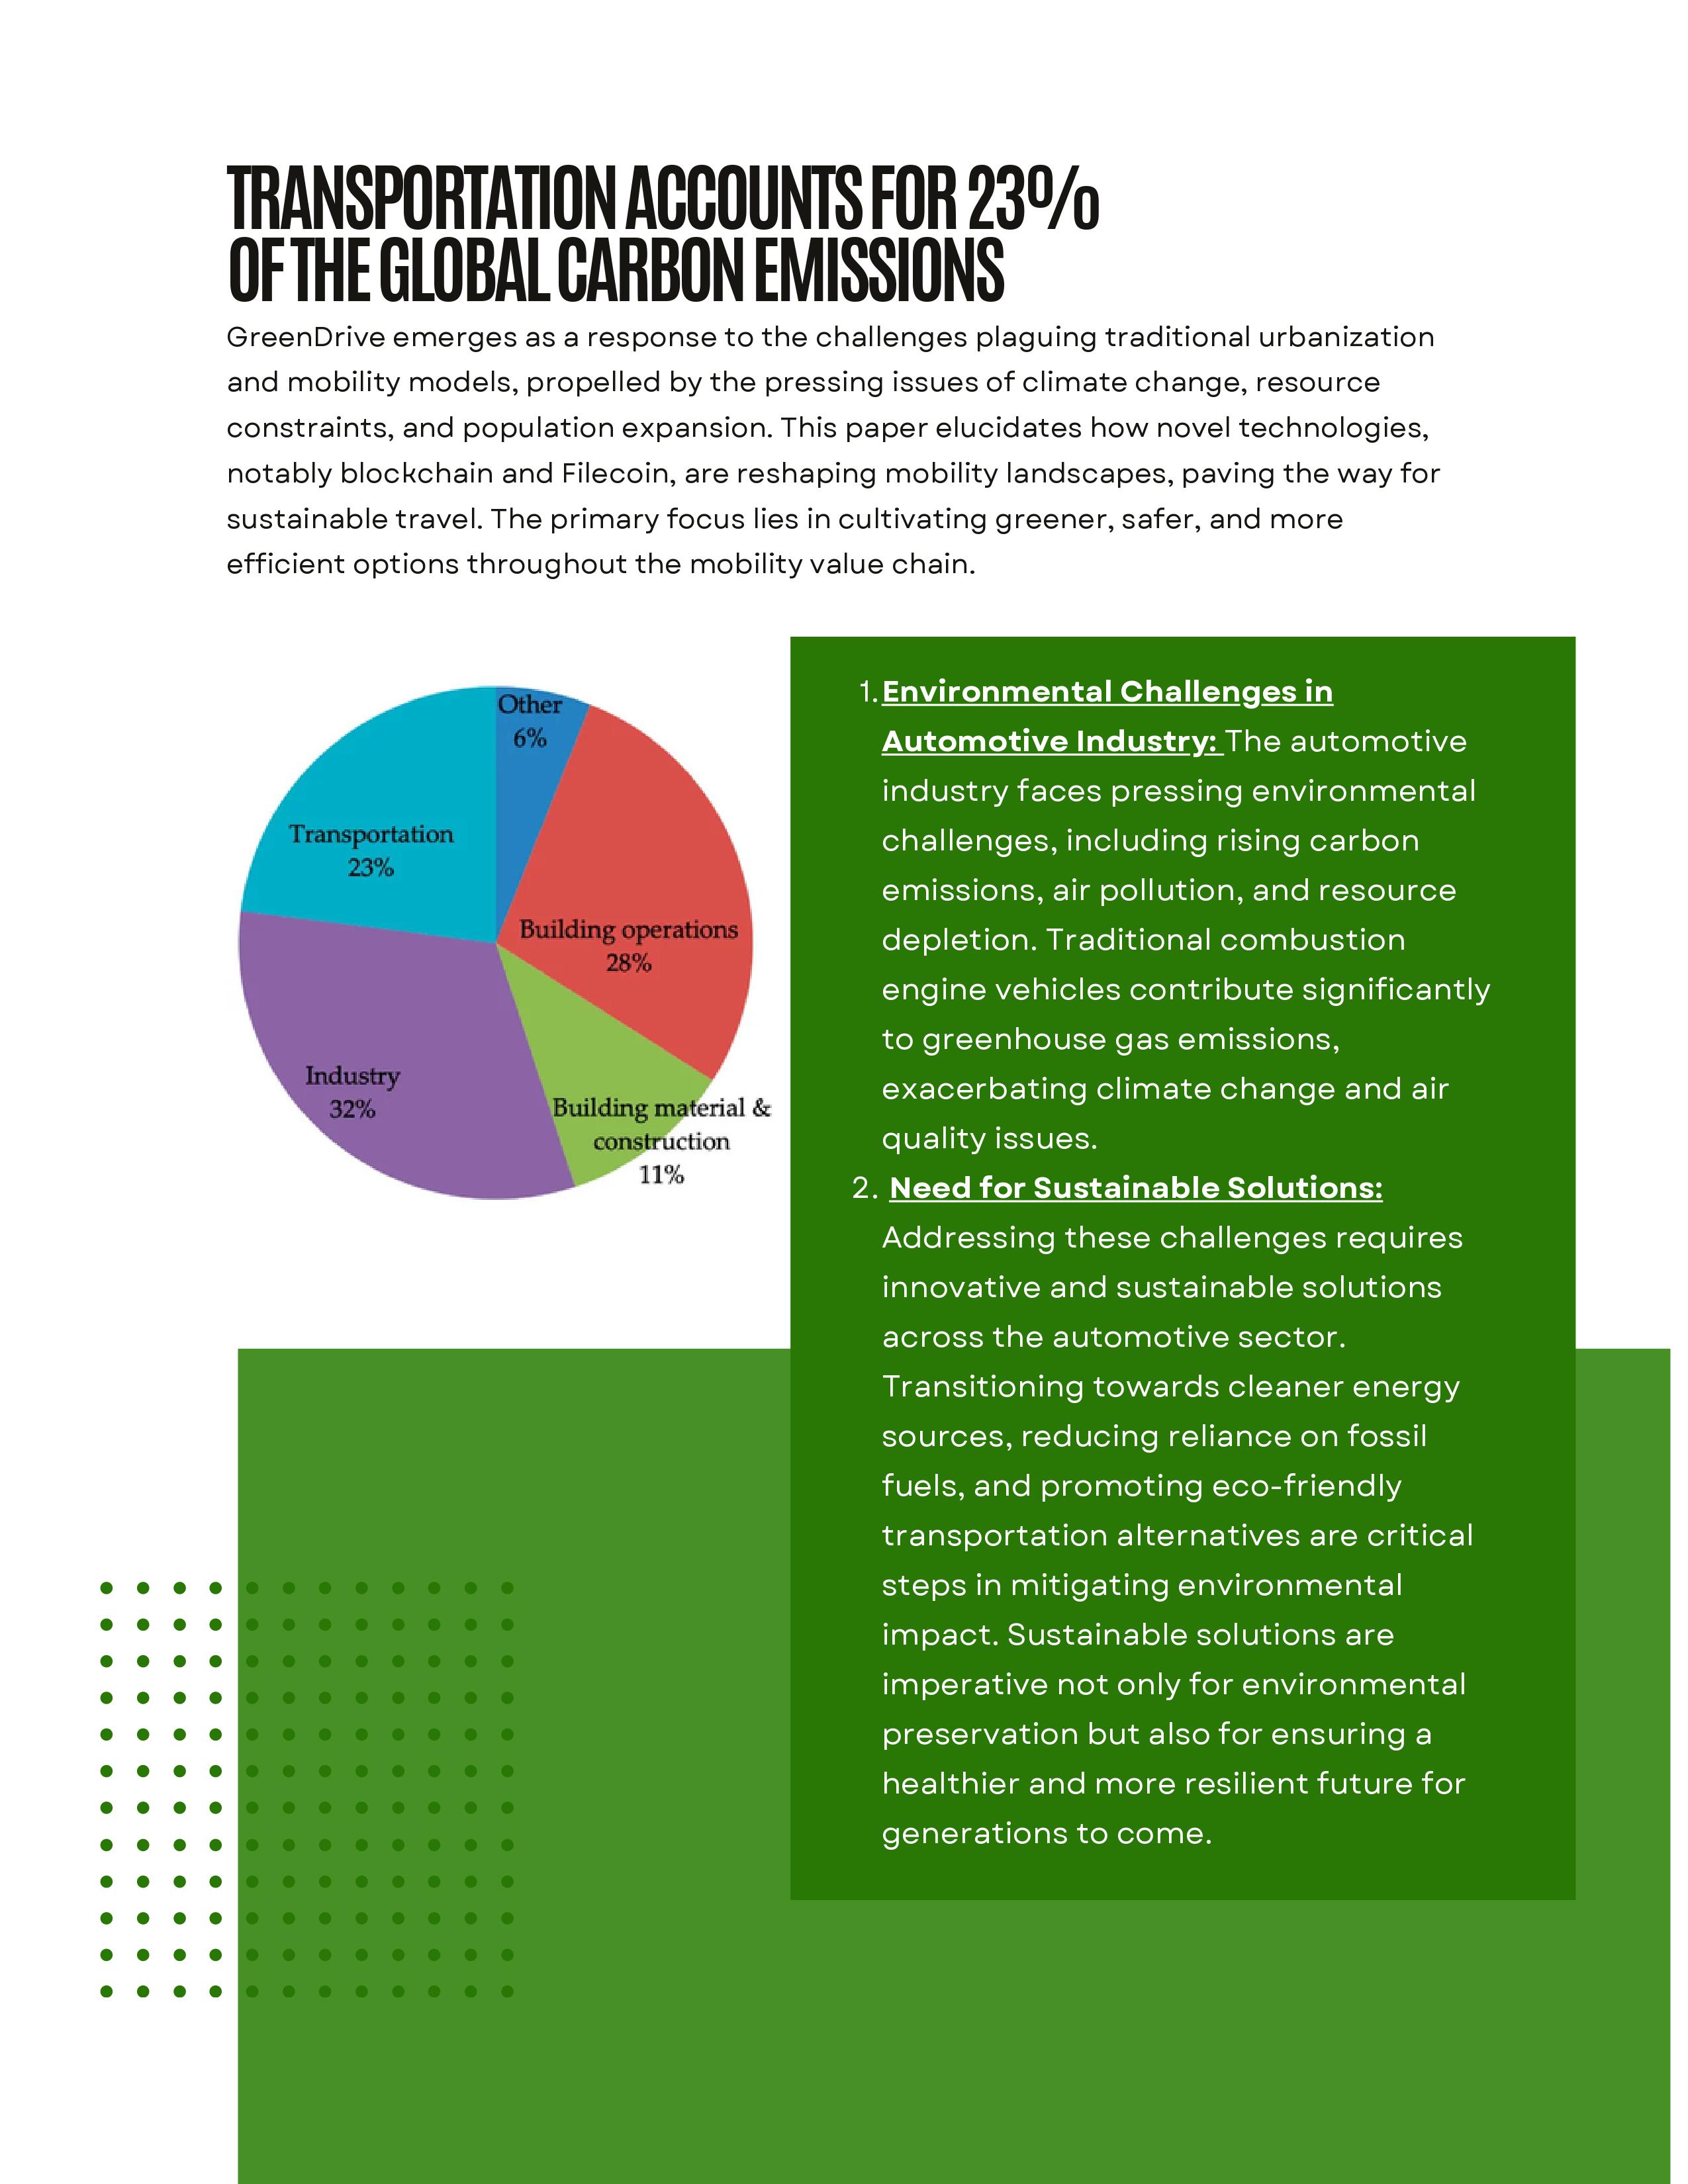 TRANSPORTATION ACCOUNTS FOR 23%
OF THE GLOBAL CARBON EMISSIONS
GreenDrive emerges as a response to the challenges plaguing traditional urbanization
and mobility models, propelled by the pressing issues of climate change, resource
constraints, and population expansion. This paper elucidates how novel technologies,
notably blockchain and Filecoin, are reshaping mobility landscapes, paving the way for
sustainable travel. The primary focus lies in cultivating greener, safer, and more
efficient options throughout the mobility value chain.
Other
6%
Transportation
23%
Building operations
28%
Industry
32%
Building material &
construction
11%
1. Environmental Challenges in
Automotive Industry: The automotive
industry faces pressing environmental
challenges, including rising carbon
emissions, air pollution, and resource
depletion. Traditional combustion
engine vehicles contribute significantly
to greenhouse gas emissions,
exacerbating climate change and air
quality issues.
2. Need for Sustainable Solutions:
Addressing these challenges requires
innovative and sustainable solutions
across the automotive sector.
Transitioning towards cleaner energy
sources, reducing reliance on fossil
fuels, and promoting eco-friendly
transportation alternatives are critical
steps in mitigating environmental
impact. Sustainable solutions are
imperative not only for environmental
preservation but also for ensuring a
healthier and more resilient future for
generations to come.